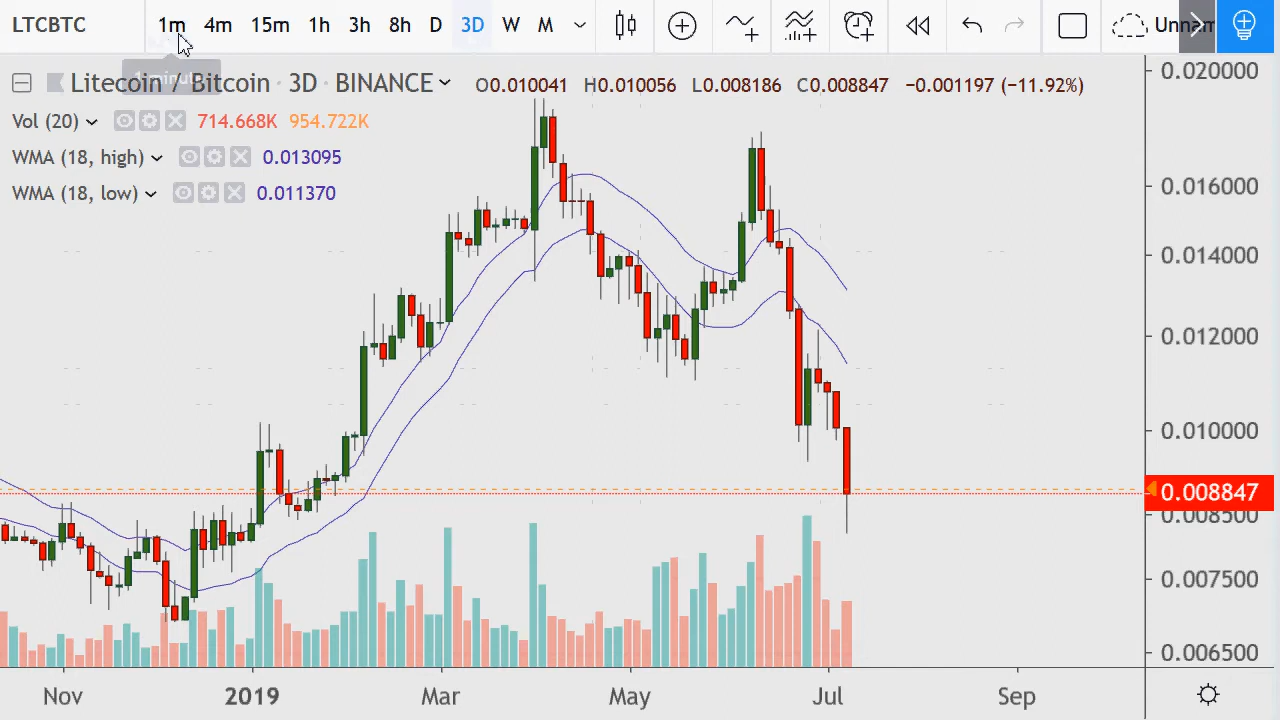 LTCBTC 1m 4m 15m 1h 3h 8h D 3D W M
Litecoin / Bitcoin · 3D · BINANCE O0.010041 H0.010056 L0.008186 C0.008847 −0.001197 (−11.92%)
1 minute
Vol (20) 714.668K 954.722K
WMA (18, high) 0.013095
WMA (18, low) 0.011370
0.020000
0.016000
0.014000
0.012000
0.010000
0.008847
0.008500
0.007500
0.006500
Nov 2019 Mar May Jul Sep